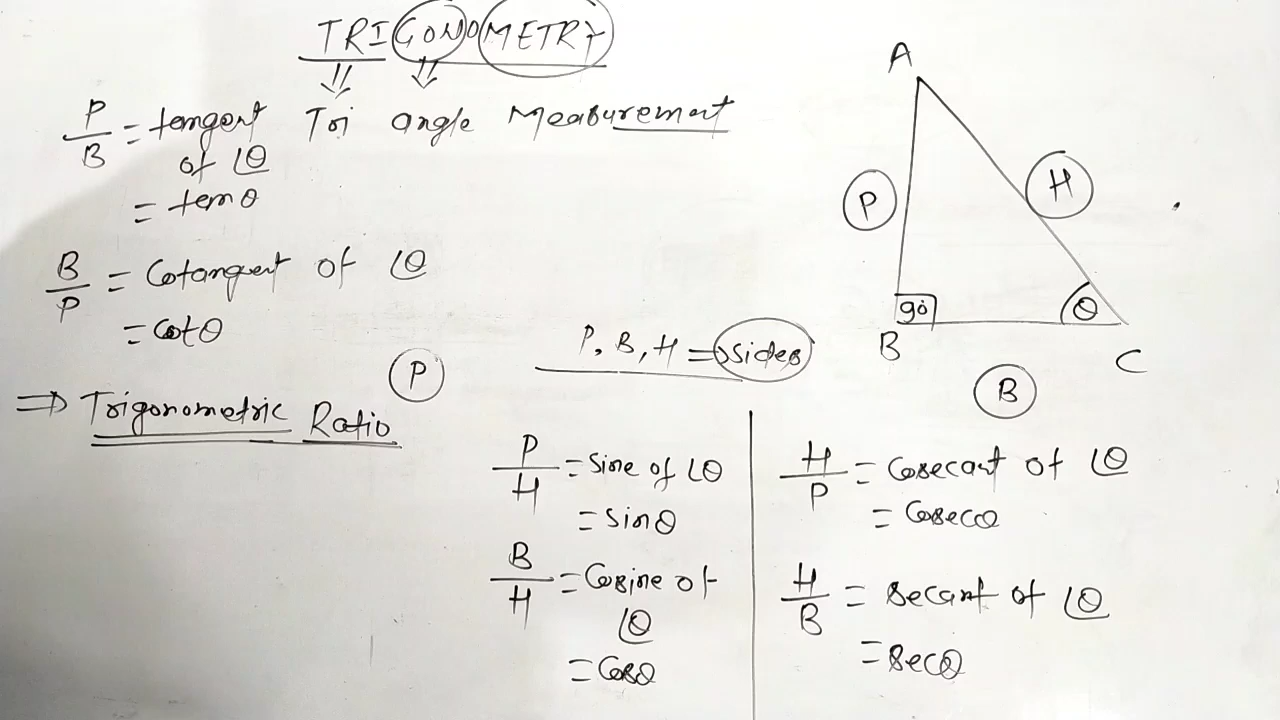 TRIGONOMETRY
Tri angle Measurement
P/B = tangent
of ∠θ
= tanθ
B/P = Cotangent of ∠θ
= cotθ
P
⇒ Trigonometric Ratio
A
P
H
90°
θ
B
C
B
P, B, H ⇒ sides
P/H = Sine of ∠θ
= sinθ
B/H = Cosine of
∠θ
= Cosθ
H/P = Cosecant of ∠θ
= Cosecθ
H/B = secant of ∠θ
= secθ